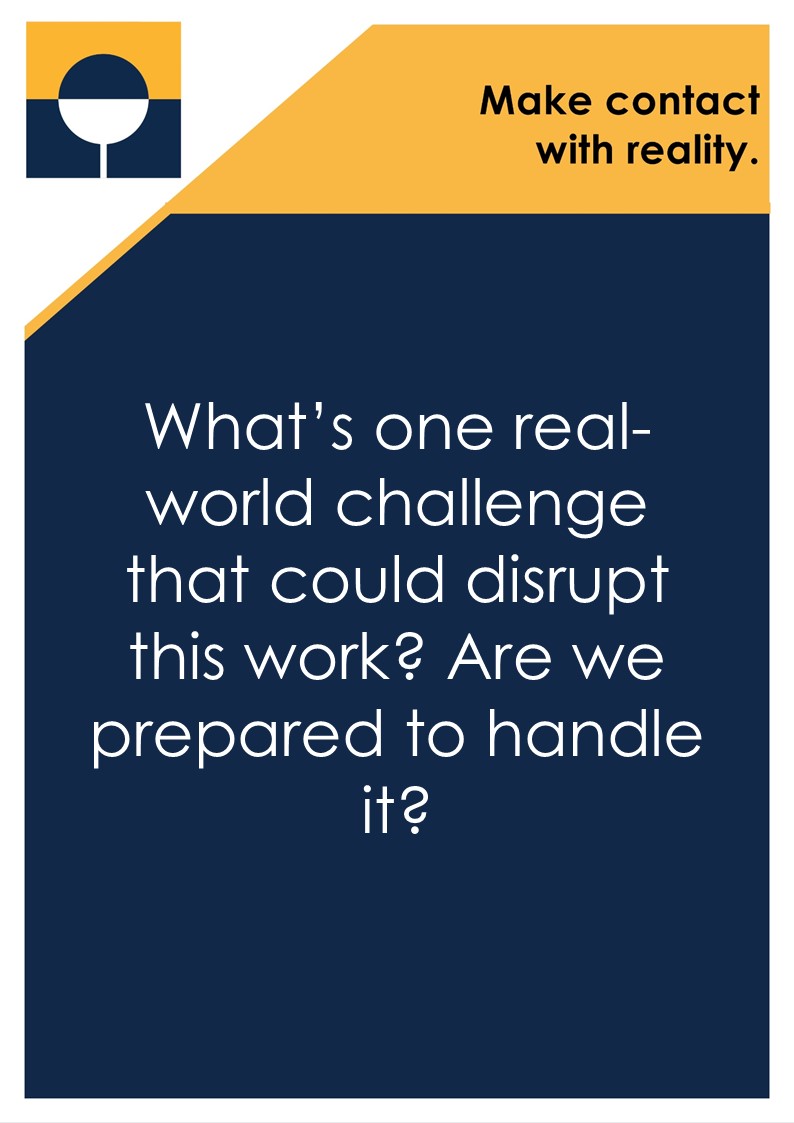 Make contact
with reality.
What’s one real-
world challenge
that could disrupt
this work? Are we
prepared to handle
it?